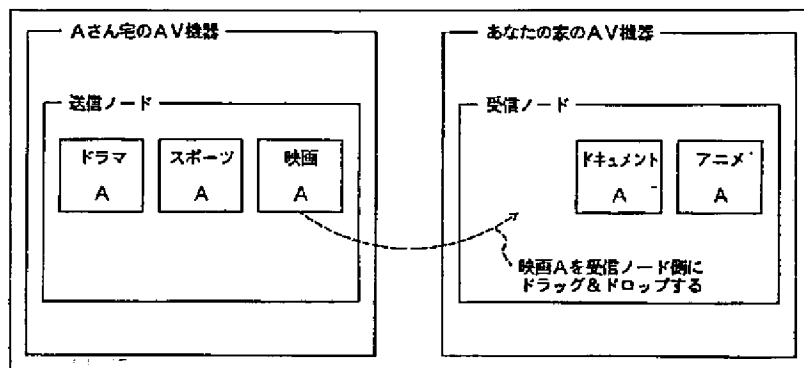 Aさん宅のAV機器
送信ノード
ドラマ
A
スポーツ
A
映画
A
あなたの家のAV機器
受信ノード
ドキュメント
A
アニメ
A
映画Aを受信ノード側に
ドラッグ&ドロップする